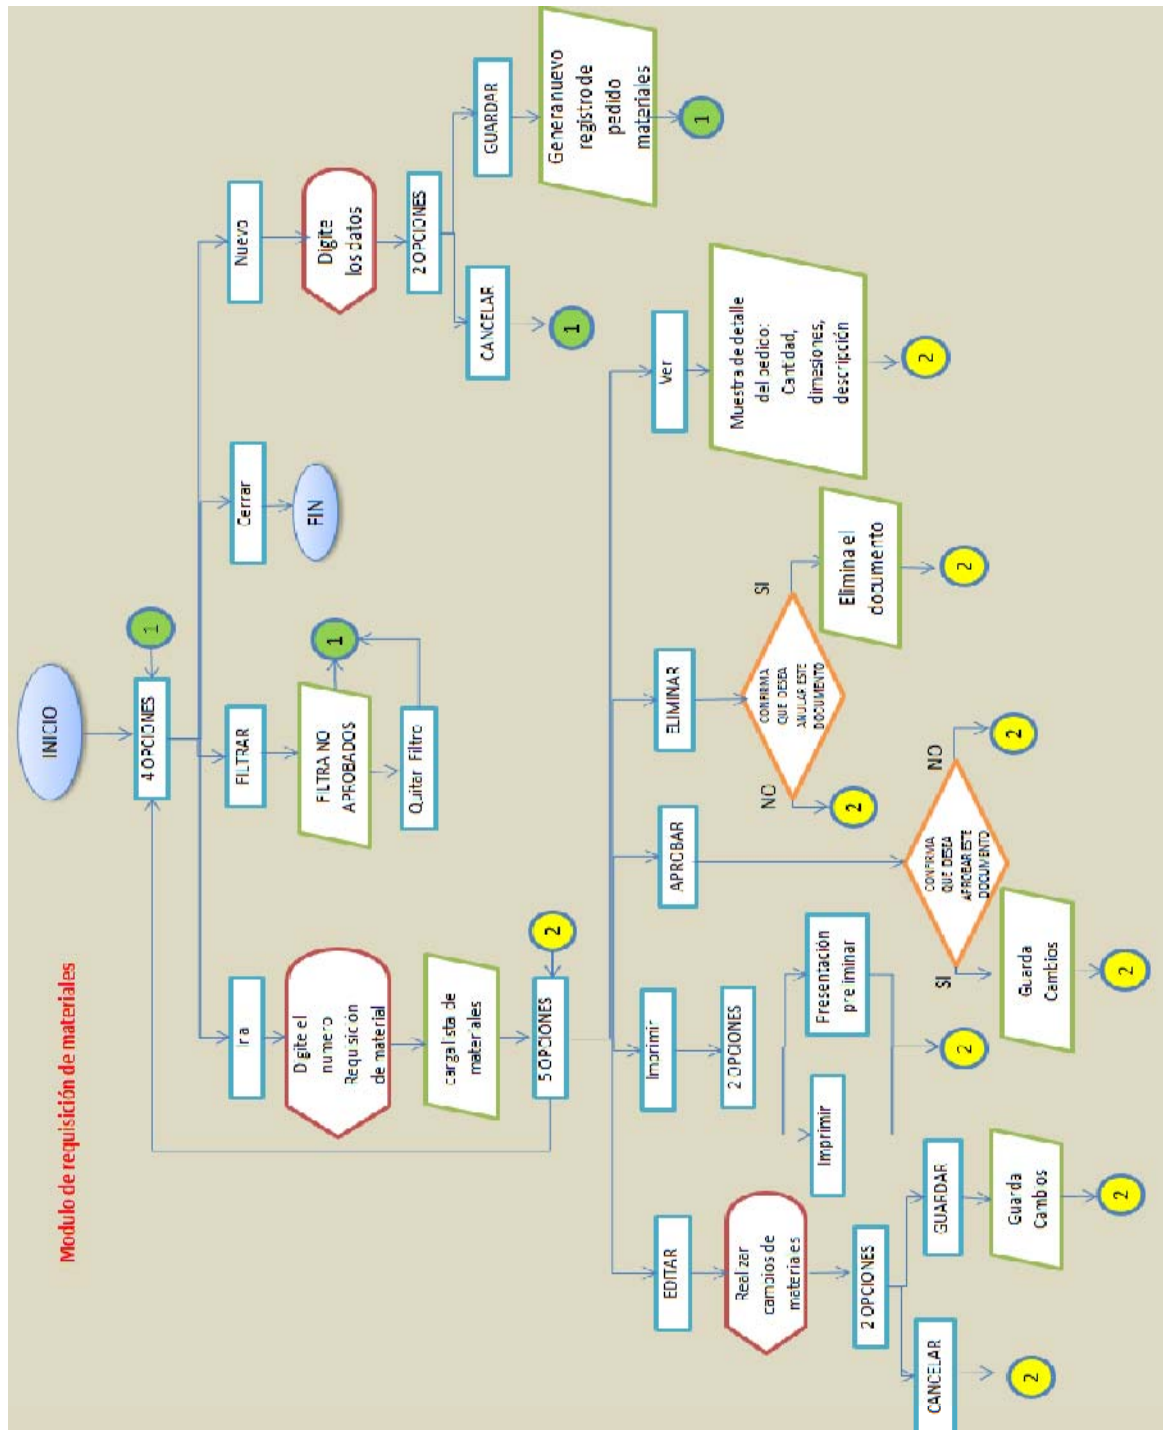 Modulo de requisición de materiales
INICIO
4 OPCIONES
1
Ir a
FILTRAR
Cerrar
Nuevo
Digite el
numero
Requisición
de material
FILTRA NO
APROBADOS
1
FIN
Digite
los datos
carga lista de
materiales
Quitar Filtro
2 OPCIONES
5 OPCIONES
2
CANCELAR
GUARDAR
1
Genera nuevo
registro de
pedido
materiales
1
EDITAR
Imprimir
APROBAR
ELIMINAR
Ver
Realizar
cambios de
materiales
2 OPCIONES
CONFIRMA
QUE DESEA
ANULAR ESTE
DOCUMENTO
Muestra de detalle
del pedico:
Cantidad,
dimesiones,
descripción
NO
SI
2
Elimina el
documento
2
2
Imprimir
Presentación
preliminar
2
CONFIRMA
QUE DESEA
APROBAR ESTE
DOCUMENTO
SI
NO
2
Guarda
Cambios
2
2 OPCIONES
CANCELAR
GUARDAR
2
Guarda
Cambios
2